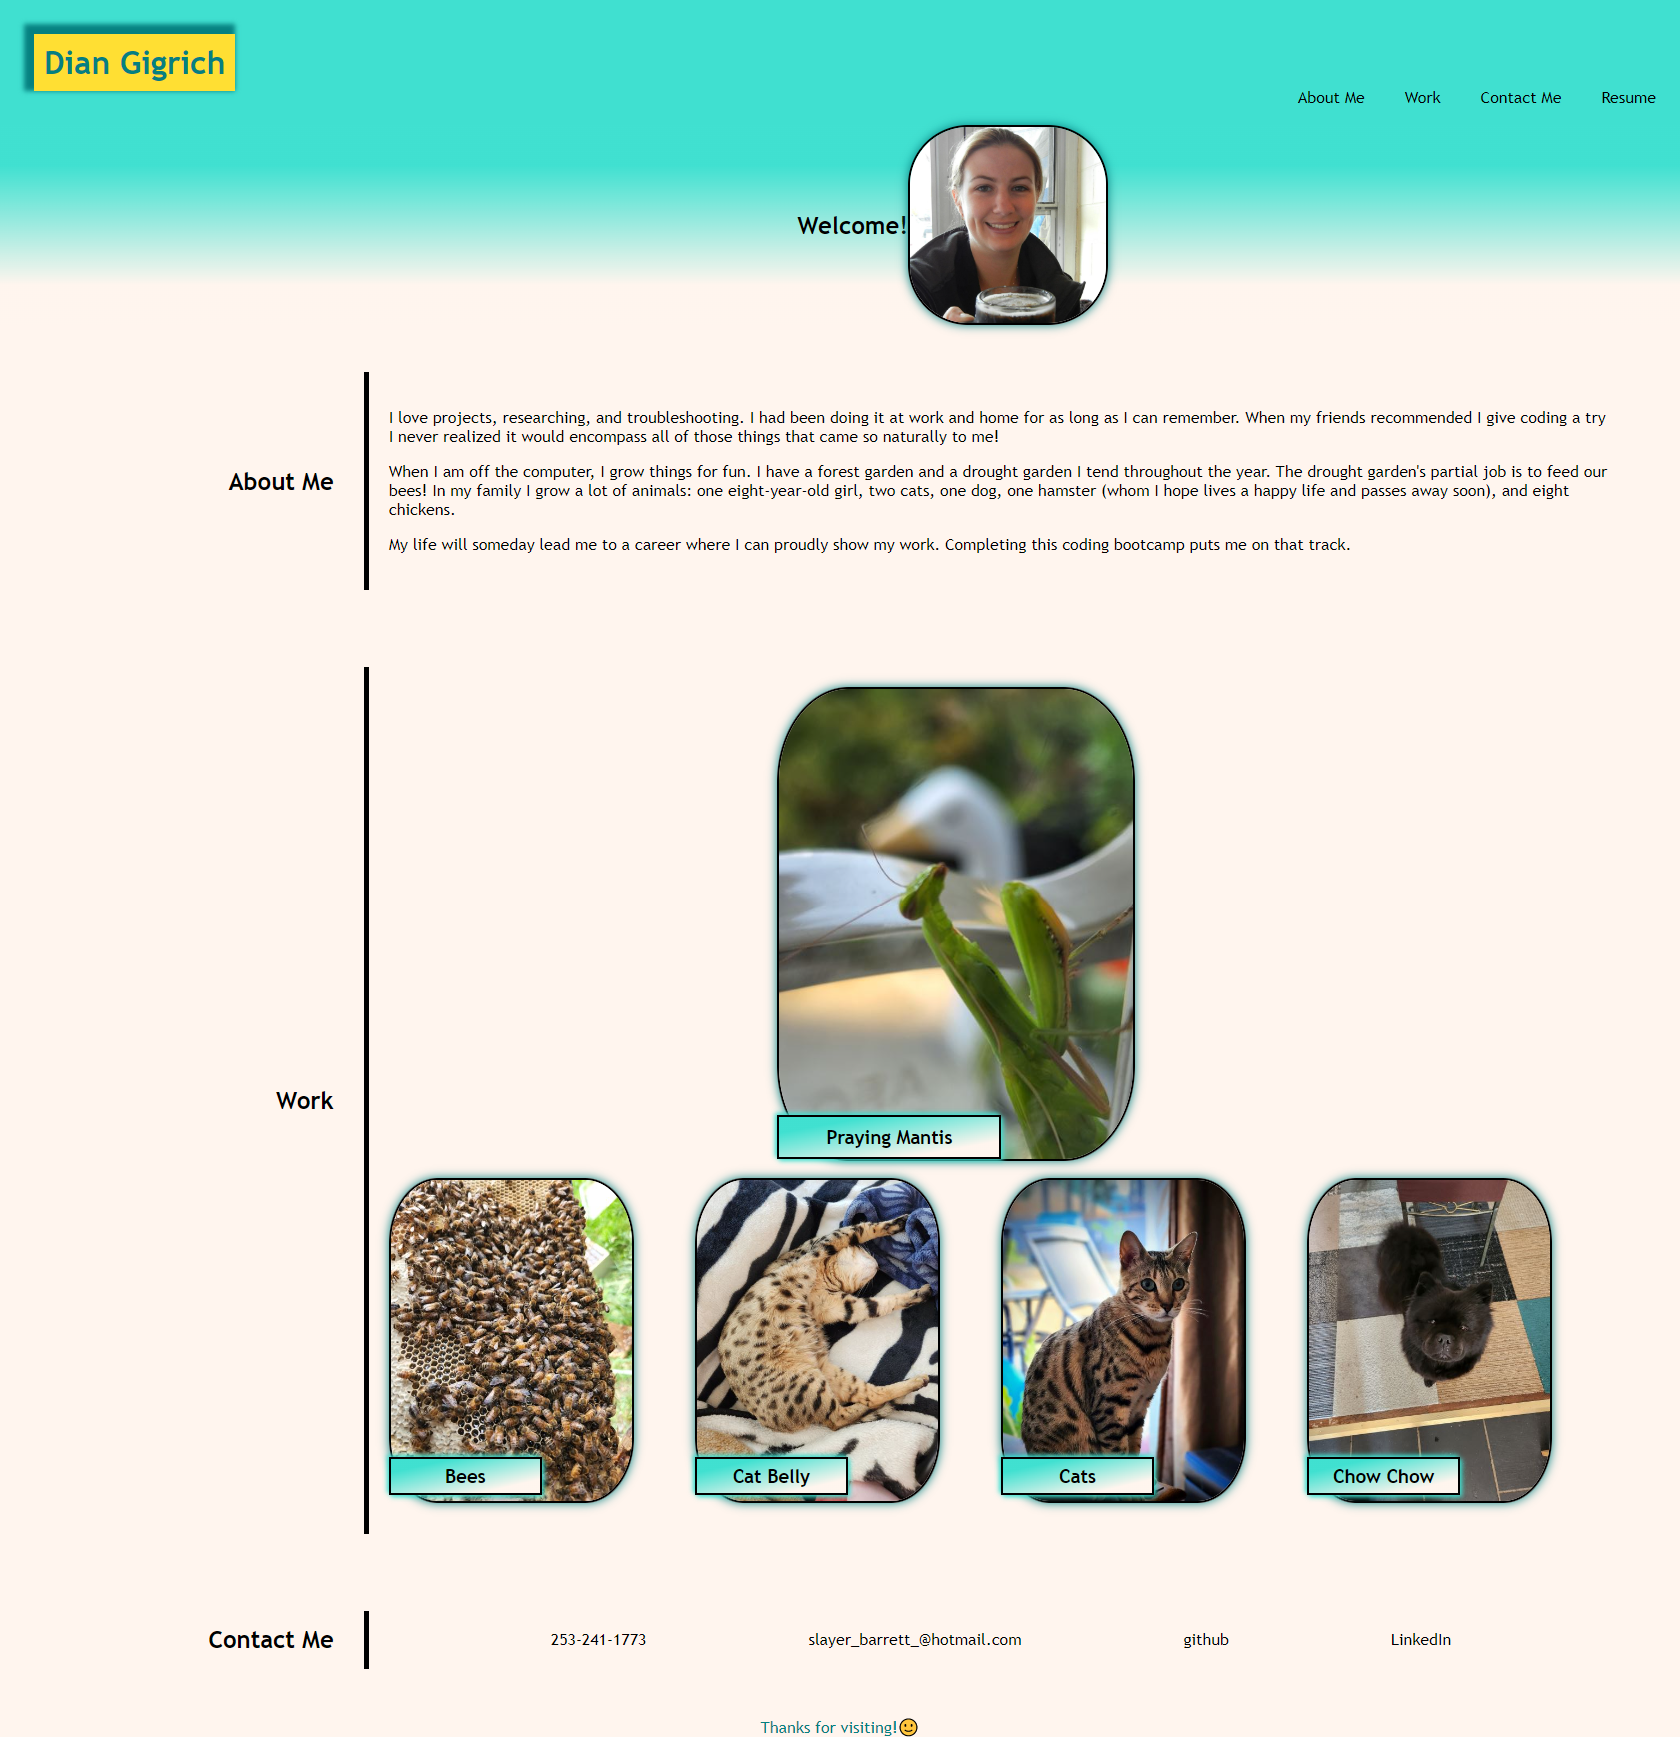 Dian Gigrich
About Me
Work
Contact Me
Resume
Welcome!
About Me
I love projects, researching, and troubleshooting. I had been doing it at work and home for as long as I can remember. When my friends recommended I give coding a try
I never realized it would encompass all of those things that came so naturally to me!
When I am off the computer, I grow things for fun. I have a forest garden and a drought garden I tend throughout the year. The drought garden's partial job is to feed our
bees! In my family I grow a lot of animals: one eight-year-old girl, two cats, one dog, one hamster (whom I hope lives a happy life and passes away soon), and eight
chickens.
My life will someday lead me to a career where I can proudly show my work. Completing this coding bootcamp puts me on that track.
Work
Praying Mantis
Bees
Cat Belly
Cats
Chow Chow
Contact Me
253-241-1773
slayer_barrett_@hotmail.com
github
LinkedIn
Thanks for visiting!🙂